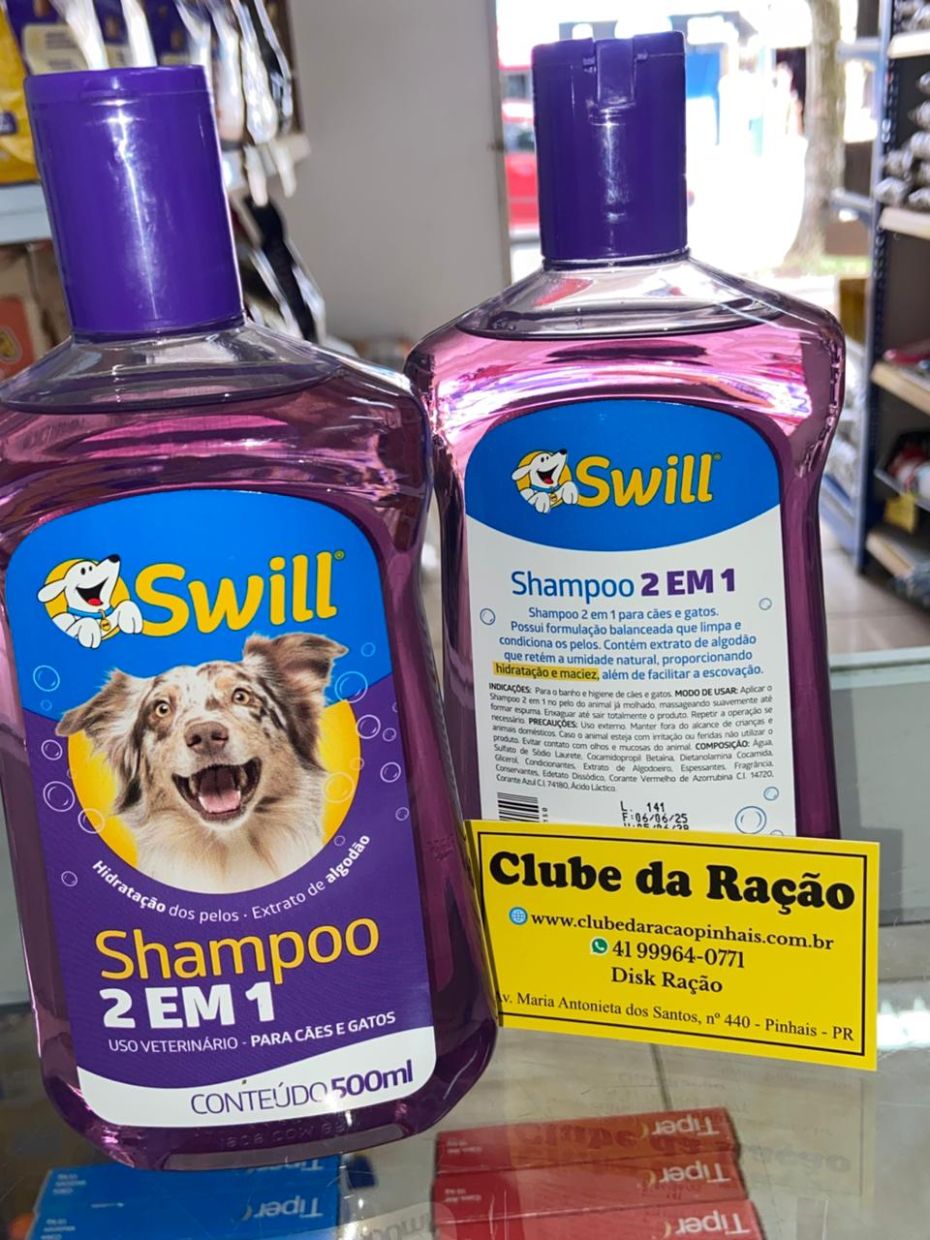 Swill
Hidratação dos pelos · Extrato de algodão
Shampoo
2 EM 1
USO VETERINÁRIO - PARA CÃES E GATOS
CONTEÚDO 500ml
Swill
Shampoo 2 EM 1
Shampoo 2 em 1 para cães e gatos.
Possui formulação balanceada que limpa e
condiciona os pelos. Contém extrato de algodão
que retém a umidade natural, proporcionando
hidratação e maciez, além de facilitar a escovação.
INDICAÇÕES: Para o banho e higiene de cães e gatos. MODO DE USAR: Aplicar o
Shampoo 2 em 1 no pelo do animal já molhado, massageando suavemente até
formar espuma. Enxaguar até sair totalmente o produto. Repetir a operação se
necessário. PRECAUÇÕES: Uso externo. Manter fora do alcance de crianças e
animais domésticos. Caso o animal esteja com irritação ou feridas não utilizar o
produto. Evitar contato com olhos e mucosas do animal. COMPOSIÇÃO: Água,
Sulfato de Sódio Laurete, Cocamidopropil Betaína, Dietanolamina Cocamida,
Glicerol, Condicionantes, Extrato de Algodoeiro, Espessantes, Fragrância,
Conservantes, Edetato Dissódico, Corante Vermelho de Azorrubina C.I. 14720,
Corante Azul C.I. 74180, Ácido Láctico.
L. 141
F:06/06/25
Clube da Ração
www.clubedaracaopinhais.com.br
41 99964-0771
Disk Ração
Av. Maria Antonieta dos Santos, nº 440 - Pinhais - PR
Tiper
Tiper
Tiper
Tiper
Tiper